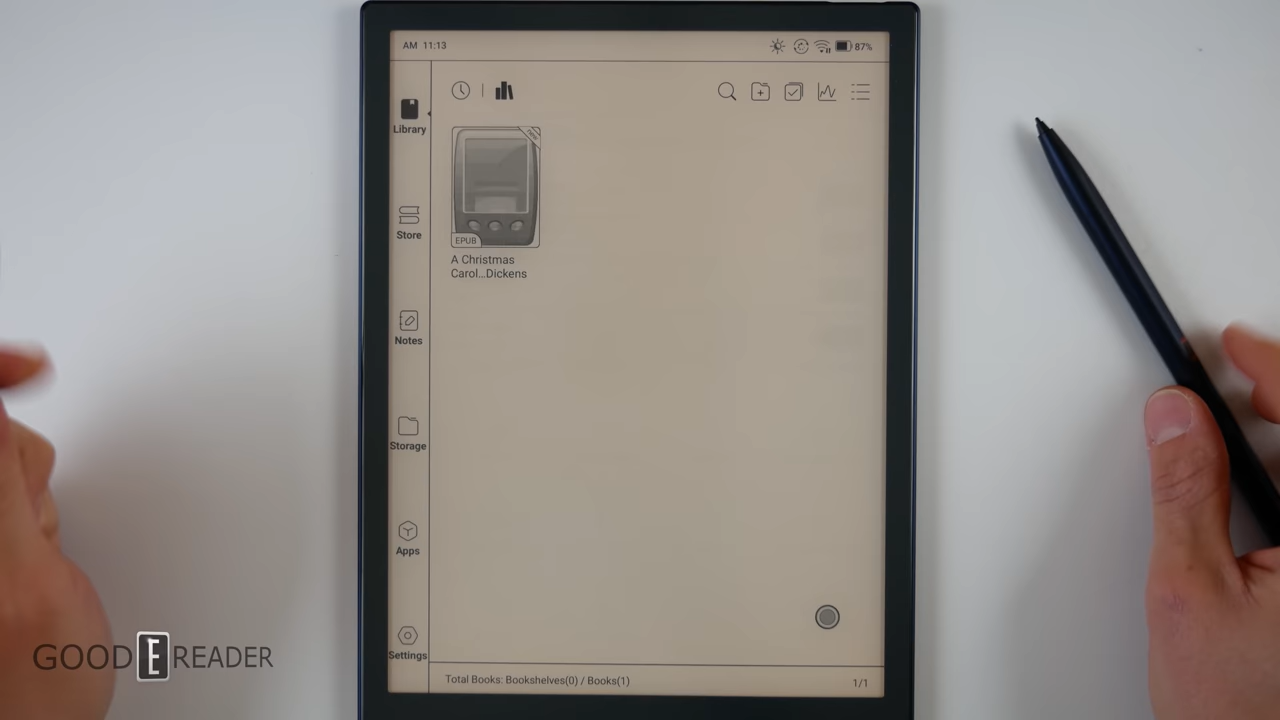 AM 11:13
87%
Library
Store
Notes
Storage
Apps
Settings
new
EPUB
A Christmas
Carol...Dickens
Total Books: Bookshelves(0) / Books(1)
1/1
GOOD E READER